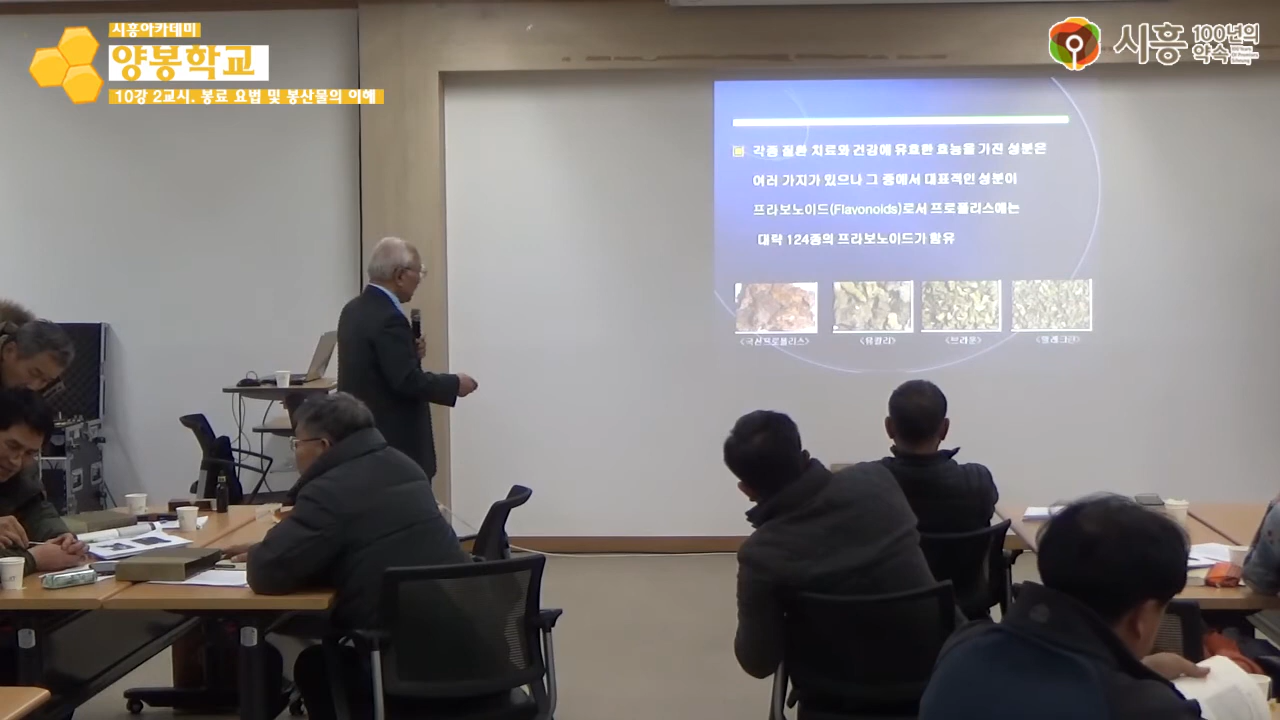 시흥아카데미
양봉학교
10강 2교시. 봉료 요법 및 봉산물의 이해
시흥 100년의
약속
각종 질환 치료와 건강에 유효한 효능을 가진 성분은
여러 가지가 있으나 그 중에서 대표적인 성분이
프라보노이드(Flavonoids)로서 프로폴리스에는
대략 124종의 프라보노이드가 함유
<국산프로폴리스>
<유칼리>
<브라운>